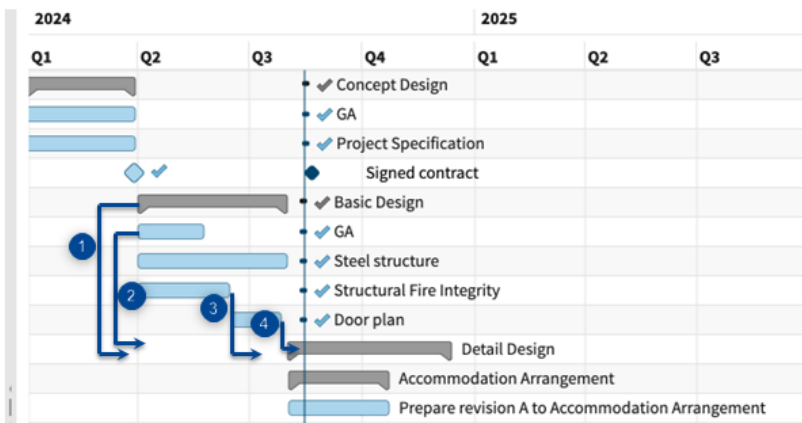 2024 2025
Q1 Q2 Q3 Q4 Q1 Q2 Q3
Concept Design
GA
Project Specification
Signed contract
Basic Design
GA
1
Steel structure
2
Structural Fire Integrity
3
4
Door plan
Detail Design
Accommodation Arrangement
Prepare revision A to Accommodation Arrangement